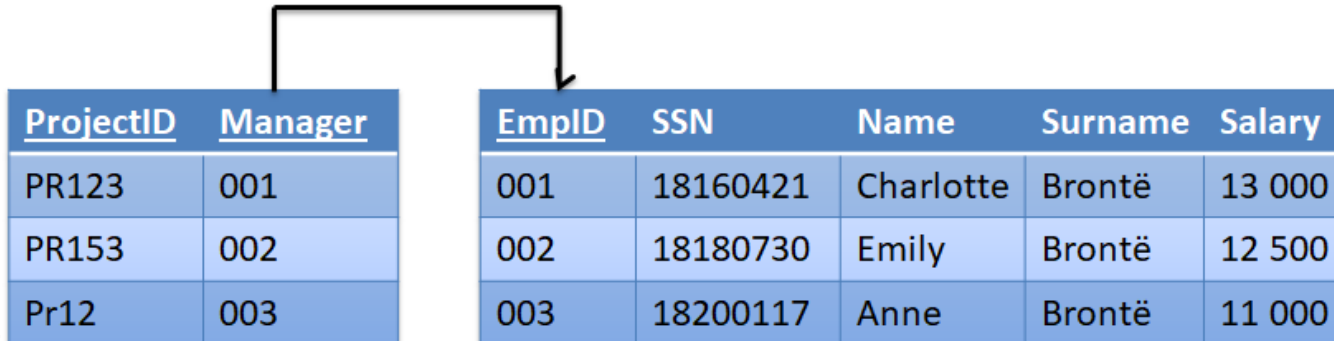 ProjectID Manager EmpID SSN Name Surname Salary
PR123 001 001 18160421 Charlotte Brontë 13 000
PR153 002 002 18180730 Emily Brontë 12 500
Pr12 003 003 18200117 Anne Brontë 11 000